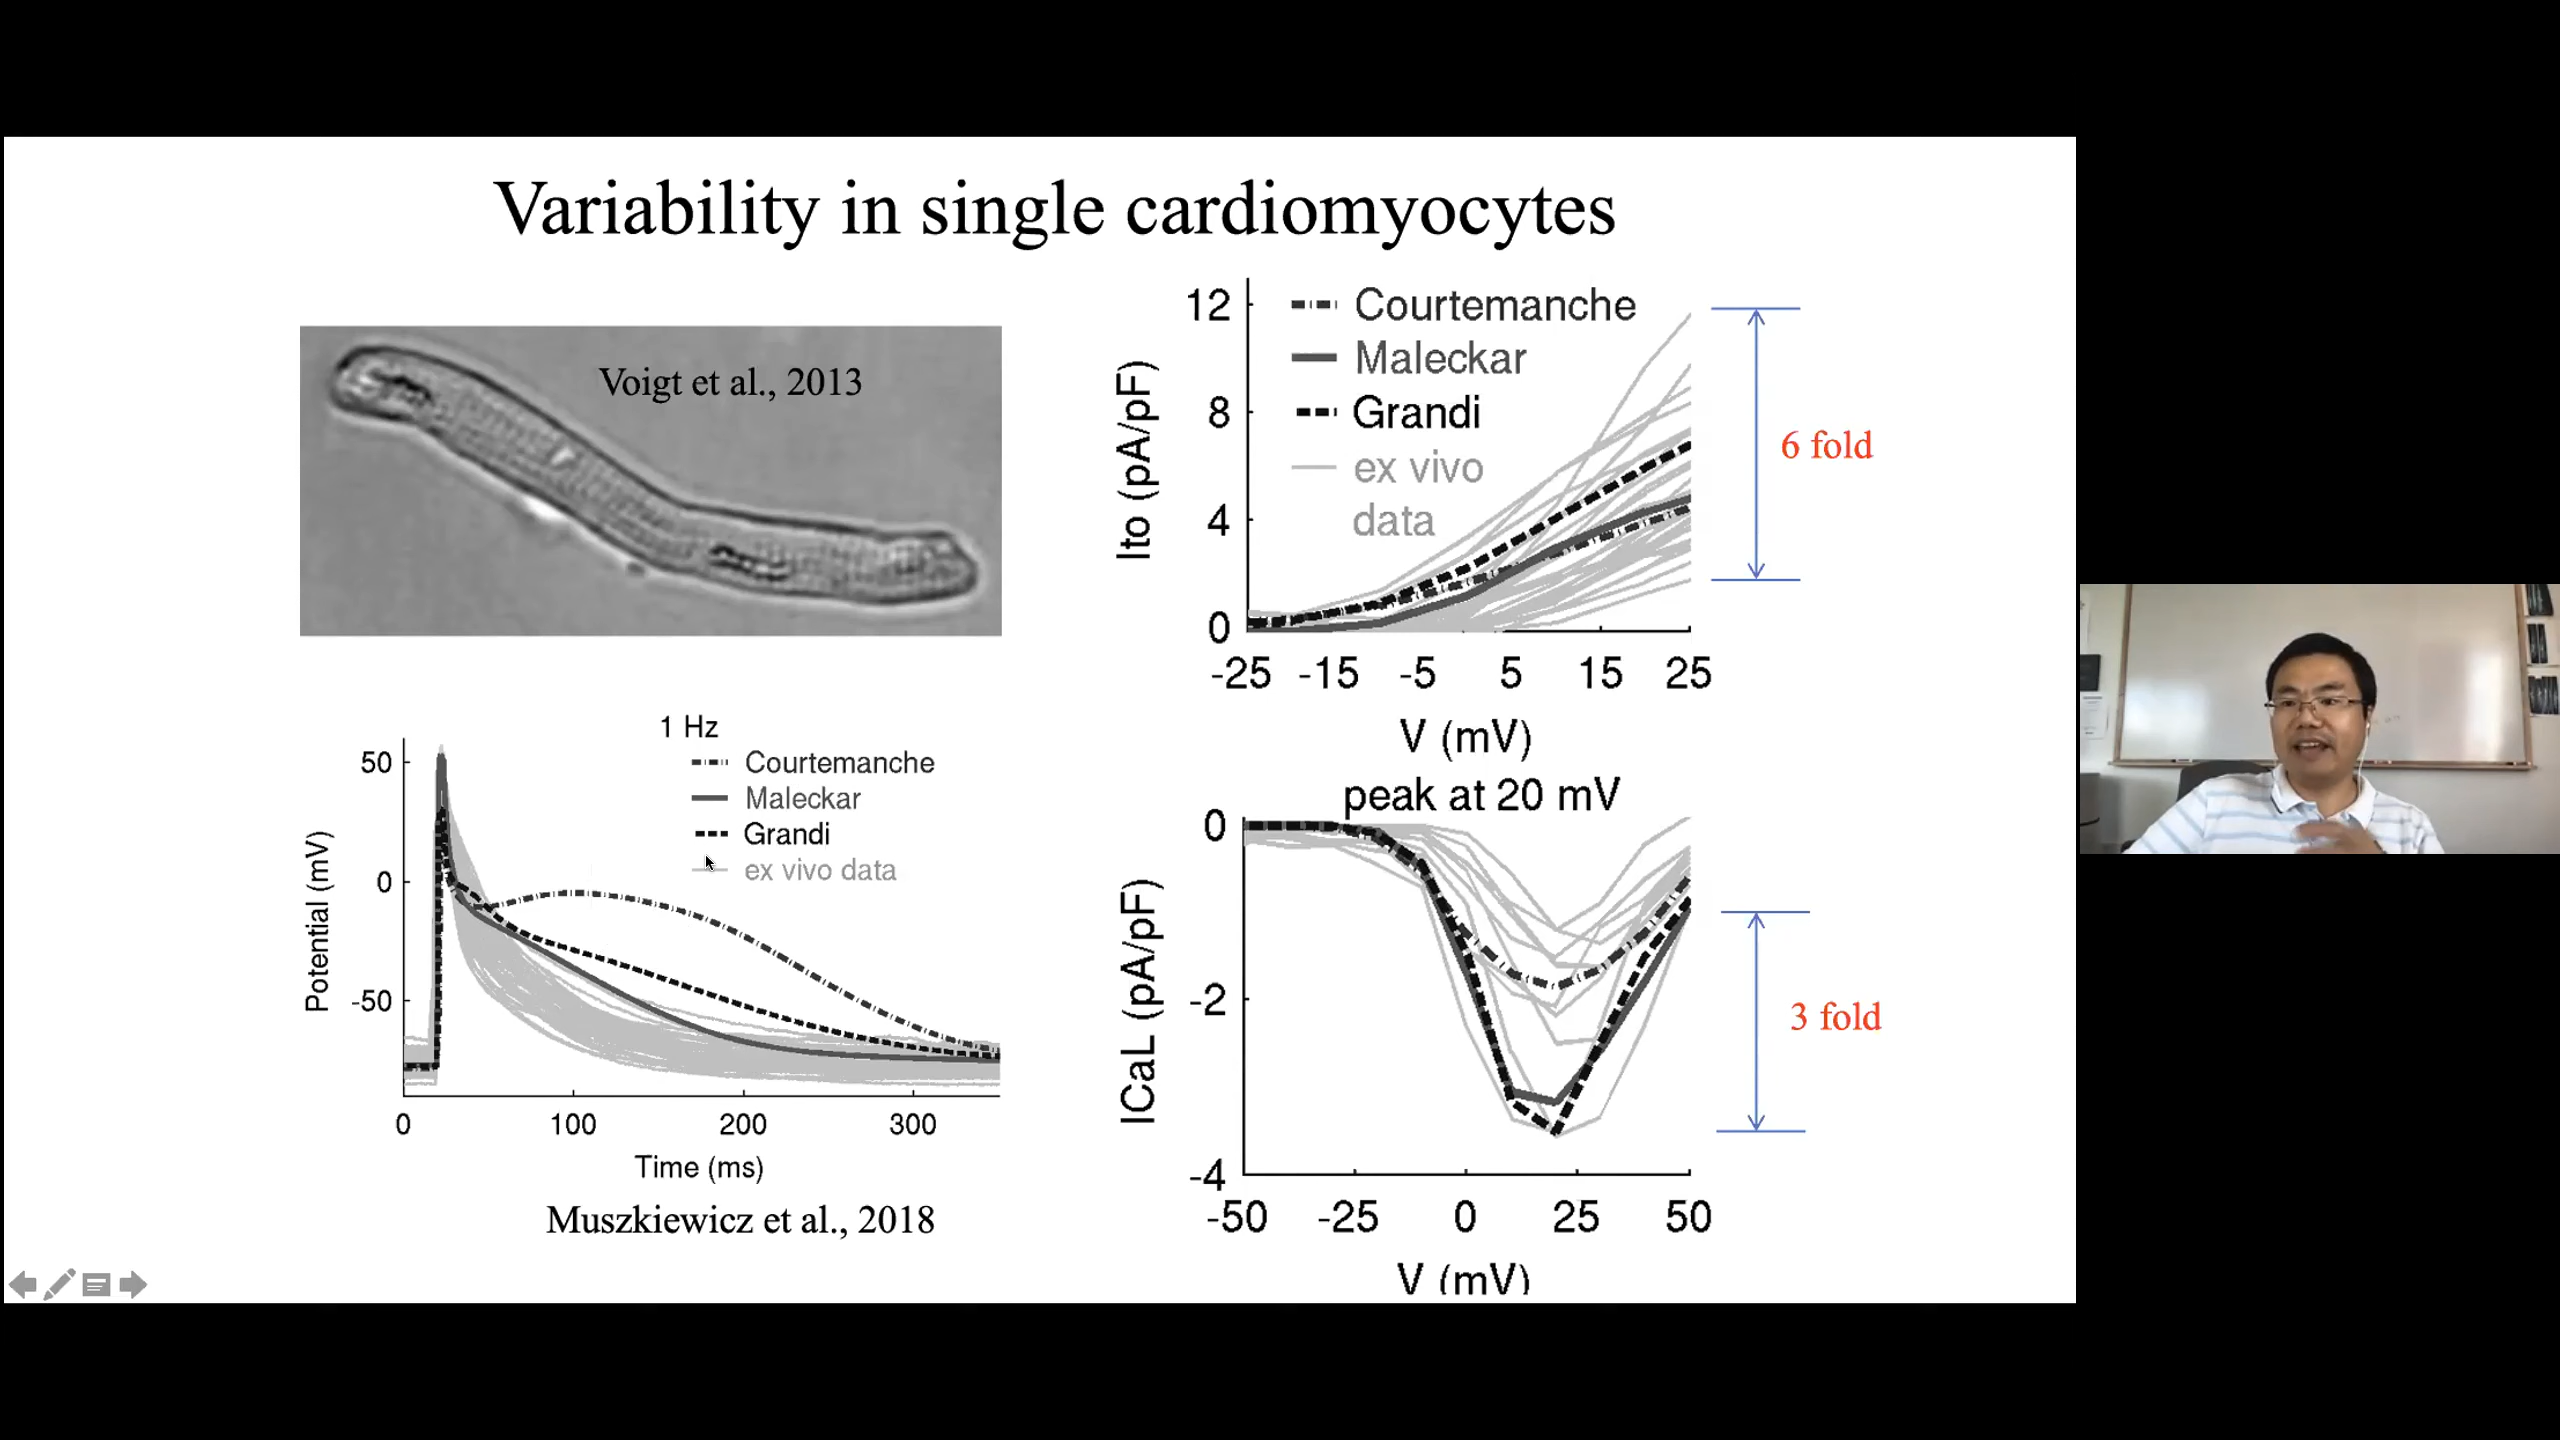 Variability in single cardiomyocytes
Voigt et al., 2013
12
8
4
0
Ito (pA/pF)
Courtemanche
Maleckar
Grandi
ex vivo
data
6 fold
-25 -15 -5 5 15 25
V (mV)
1 Hz
Courtemanche
Maleckar
Grandi
ex vivo data
50
0
-50
Potential (mV)
0 100 200 300
Time (ms)
Muszkiewicz et al., 2018
peak at 20 mV
0
-2
-4
ICaL (pA/pF)
3 fold
-50 -25 0 25 50
V (mV)